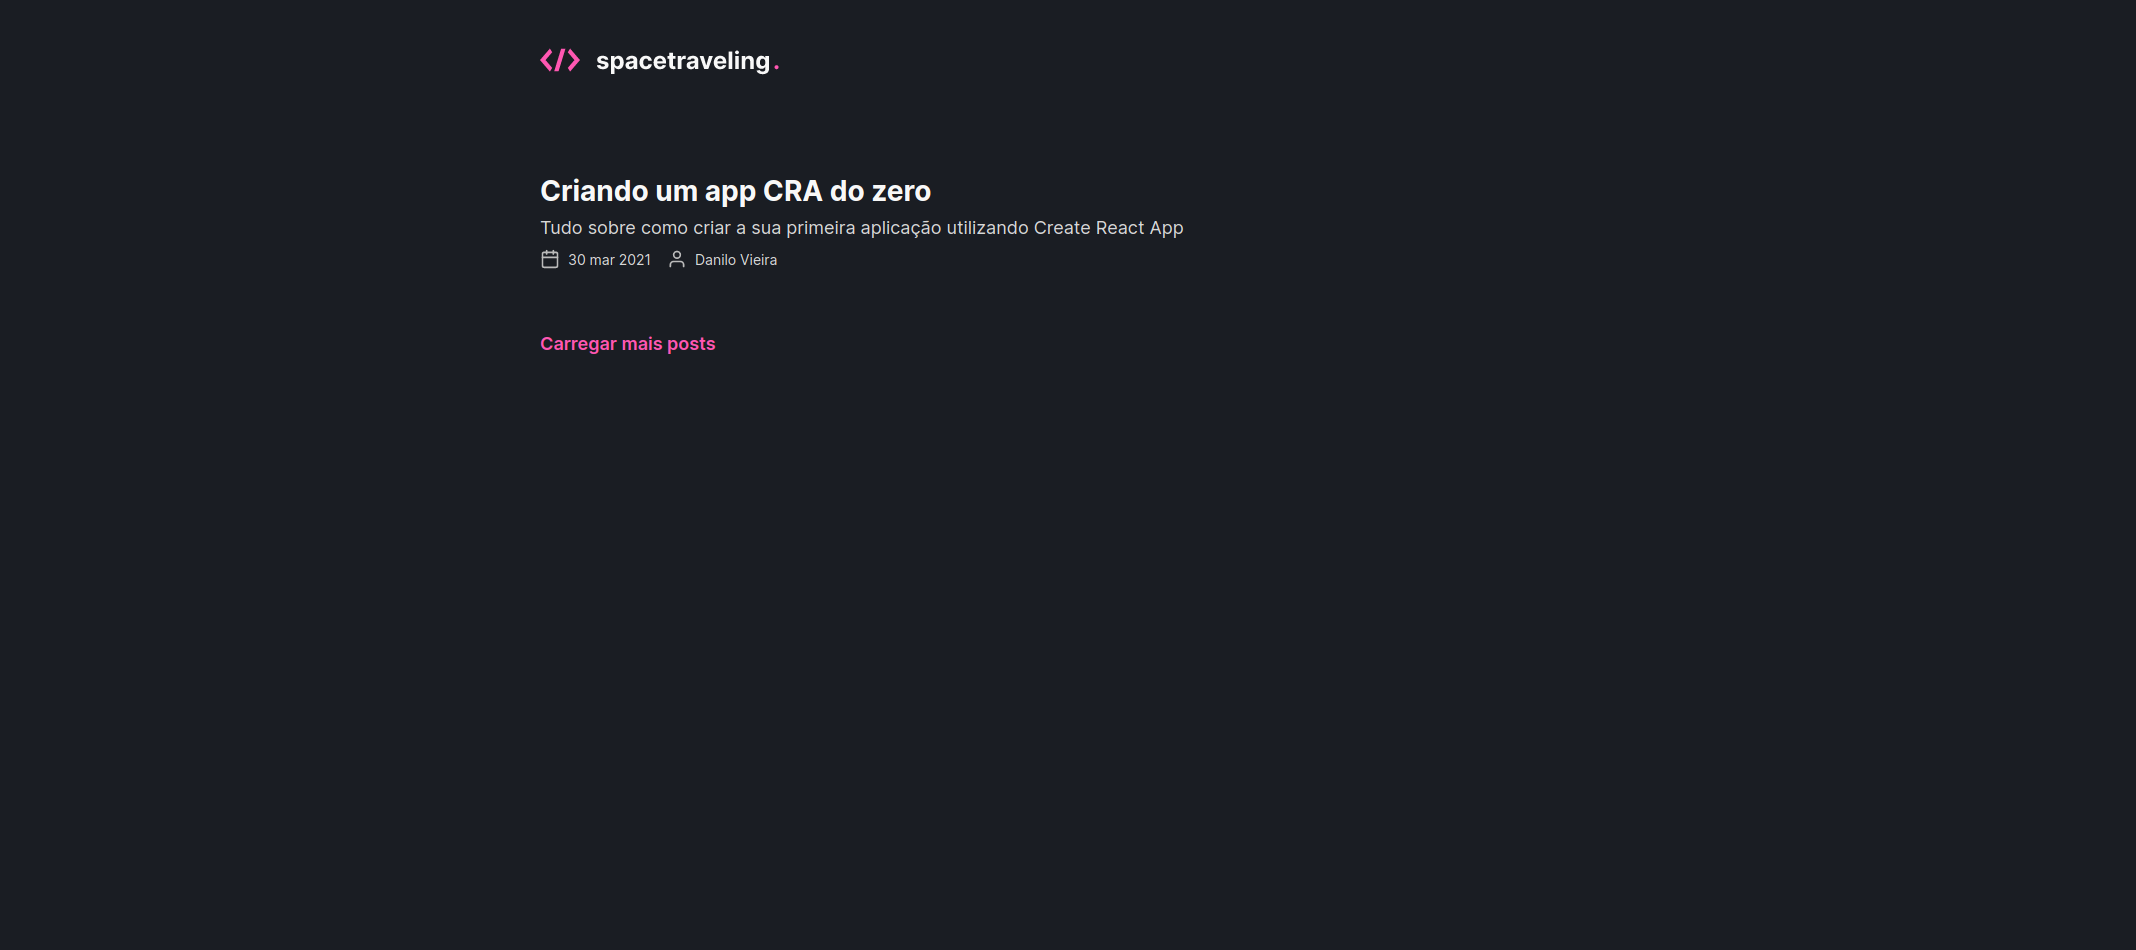 </> spacetraveling.
Criando um app CRA do zero
Tudo sobre como criar a sua primeira aplicação utilizando Create React App
30 mar 2021 Danilo Vieira
Carregar mais posts